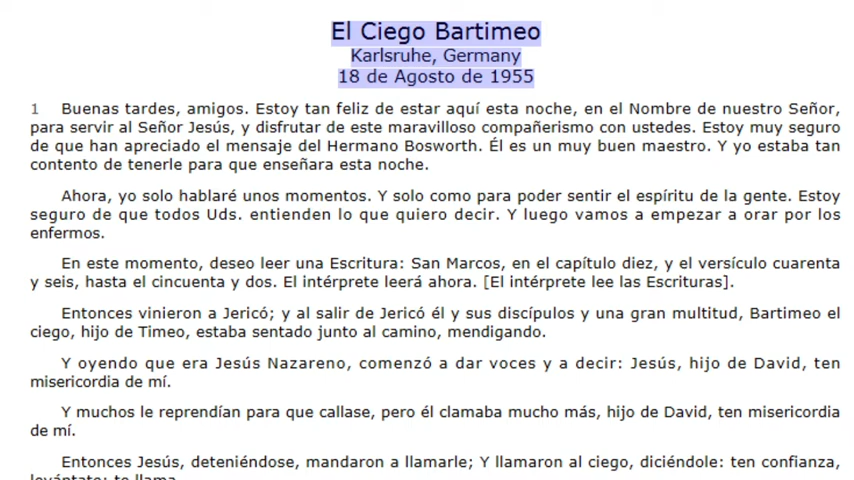 El Ciego Bartimeo
Karlsruhe, Germany
18 de Agosto de 1955
1 Buenas tardes, amigos. Estoy tan feliz de estar aquí esta noche, en el Nombre de nuestro Señor,
para servir al Señor Jesús, y disfrutar de este maravilloso compañerismo con ustedes. Estoy muy seguro
de que han apreciado el mensaje del Hermano Bosworth. Él es un muy buen maestro. Y yo estaba tan
contento de tenerle para que enseñara esta noche.
Ahora, yo solo hablaré unos momentos. Y solo como para poder sentir el espíritu de la gente. Estoy
seguro de que todos Uds. entienden lo que quiero decir. Y luego vamos a empezar a orar por los
enfermos.
En este momento, deseo leer una Escritura: San Marcos, en el capítulo diez, y el versículo cuarenta
y seis, hasta el cincuenta y dos. El intérprete leerá ahora. [El intérprete lee las Escrituras].
Entonces vinieron a Jericó; y al salir de Jericó él y sus discípulos y una gran multitud, Bartimeo el
ciego, hijo de Timeo, estaba sentado junto al camino, mendigando.
Y oyendo que era Jesús Nazareno, comenzó a dar voces y a decir: Jesús, hijo de David, ten
misericordia de mí.
Y muchos le reprendían para que callase, pero él clamaba mucho más, hijo de David, ten misericordia
de mí.
Entonces Jesús, deteniéndose, mandaron a llamarle; Y llamaron al ciego, diciéndole: ten confianza,
levántate; te llama